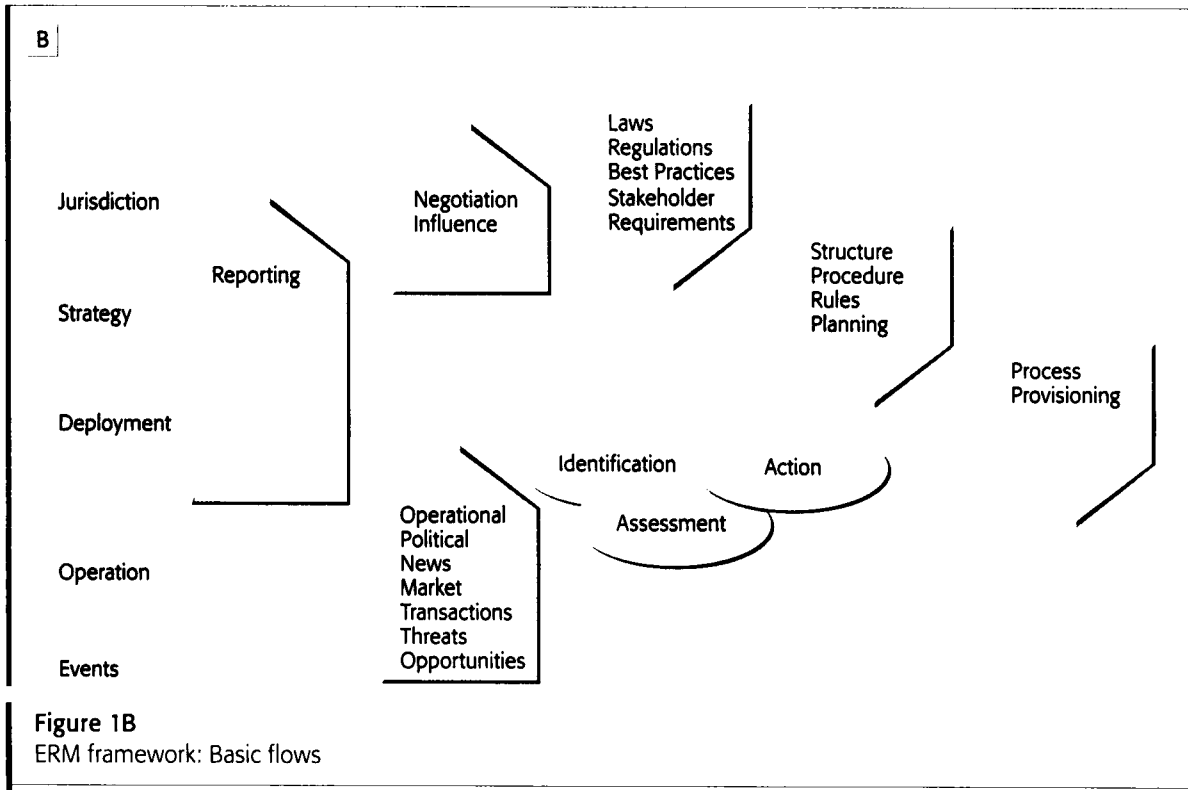 B
Jurisdiction
Strategy
Deployment
Operation
Events
Reporting
Negotiation
Influence
Laws
Regulations
Best Practices
Stakeholder
Requirements
Structure
Procedure
Rules
Planning
Process
Provisioning
Identification
Action
Assessment
Operational
Political
News
Market
Transactions
Threats
Opportunities
Figure 1B
ERM framework: Basic flows